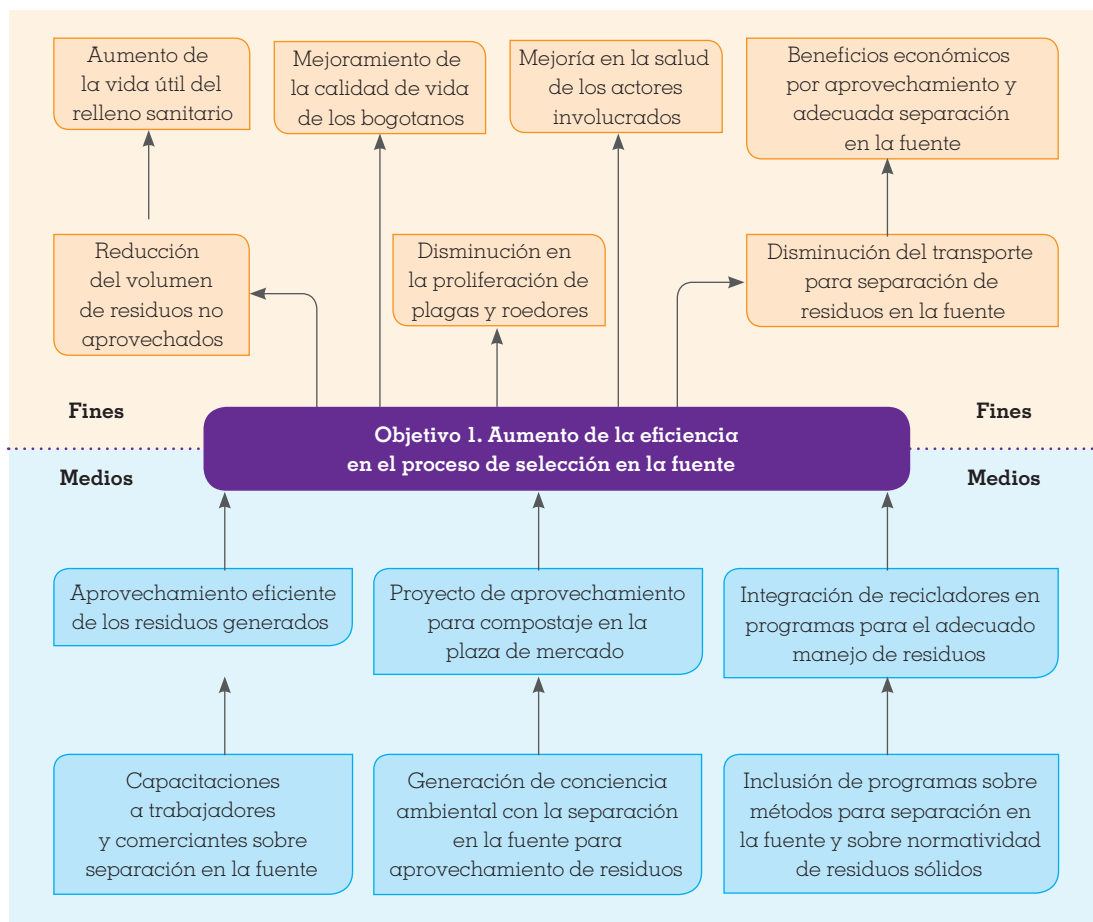 Aumento de
la vida útil del
relleno sanitario
Mejoramiento de
la calidad de vida
de los bogotanos
Mejoría en la salud
de los actores
involucrados
Beneficios económicos
por aprovechamiento y
adecuada separación
en la fuente
Reducción
del volumen
de residuos no
aprovechados
Disminución en
la proliferación de
plagas y roedores
Disminución del transporte
para separación de
residuos en la fuente
Fines
Fines
Objetivo 1. Aumento de la eficiencia
en el proceso de selección en la fuente
Medios
Medios
Aprovechamiento eficiente
de los residuos generados
Proyecto de aprovechamiento
para compostaje en la
plaza de mercado
Integración de recicladores en
programas para el adecuado
manejo de residuos
Capacitaciones
a trabajadores
y comerciantes sobre
separación en la fuente
Generación de conciencia
ambiental con la separación
en la fuente para
aprovechamiento de residuos
Inclusión de programas sobre
métodos para separación en
la fuente y sobre normatividad
de residuos sólidos